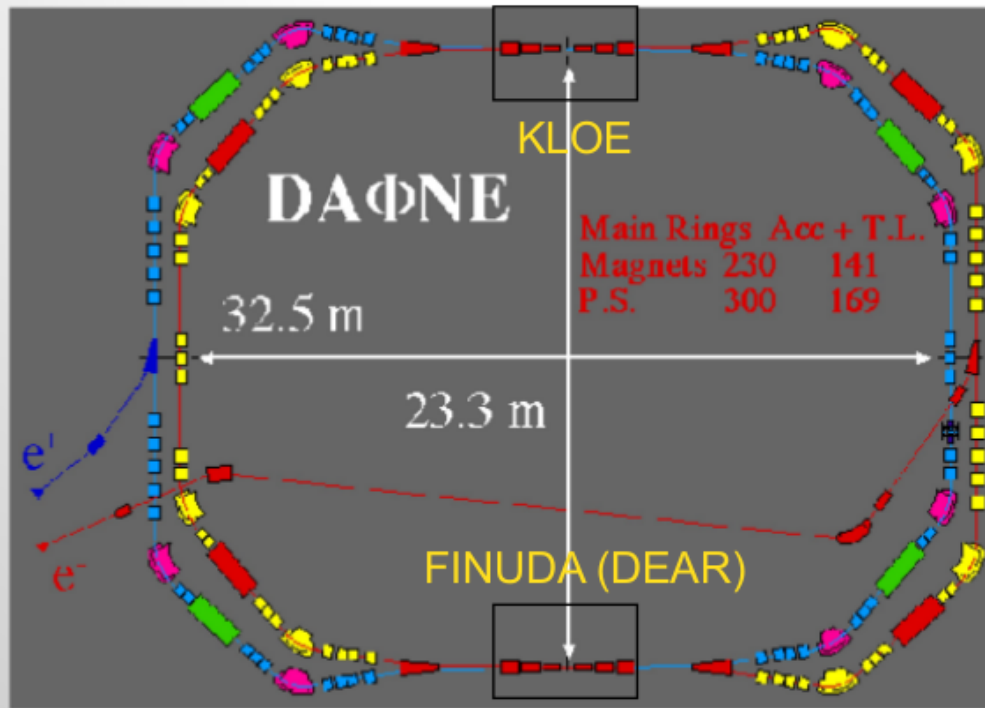 KLOE
DAΦNE
Main Rings Acc + T.L.
Magnets 230 141
P.S. 300 169
32.5 m
23.3 m
e⁺
e⁻
FINUDA (DEAR)